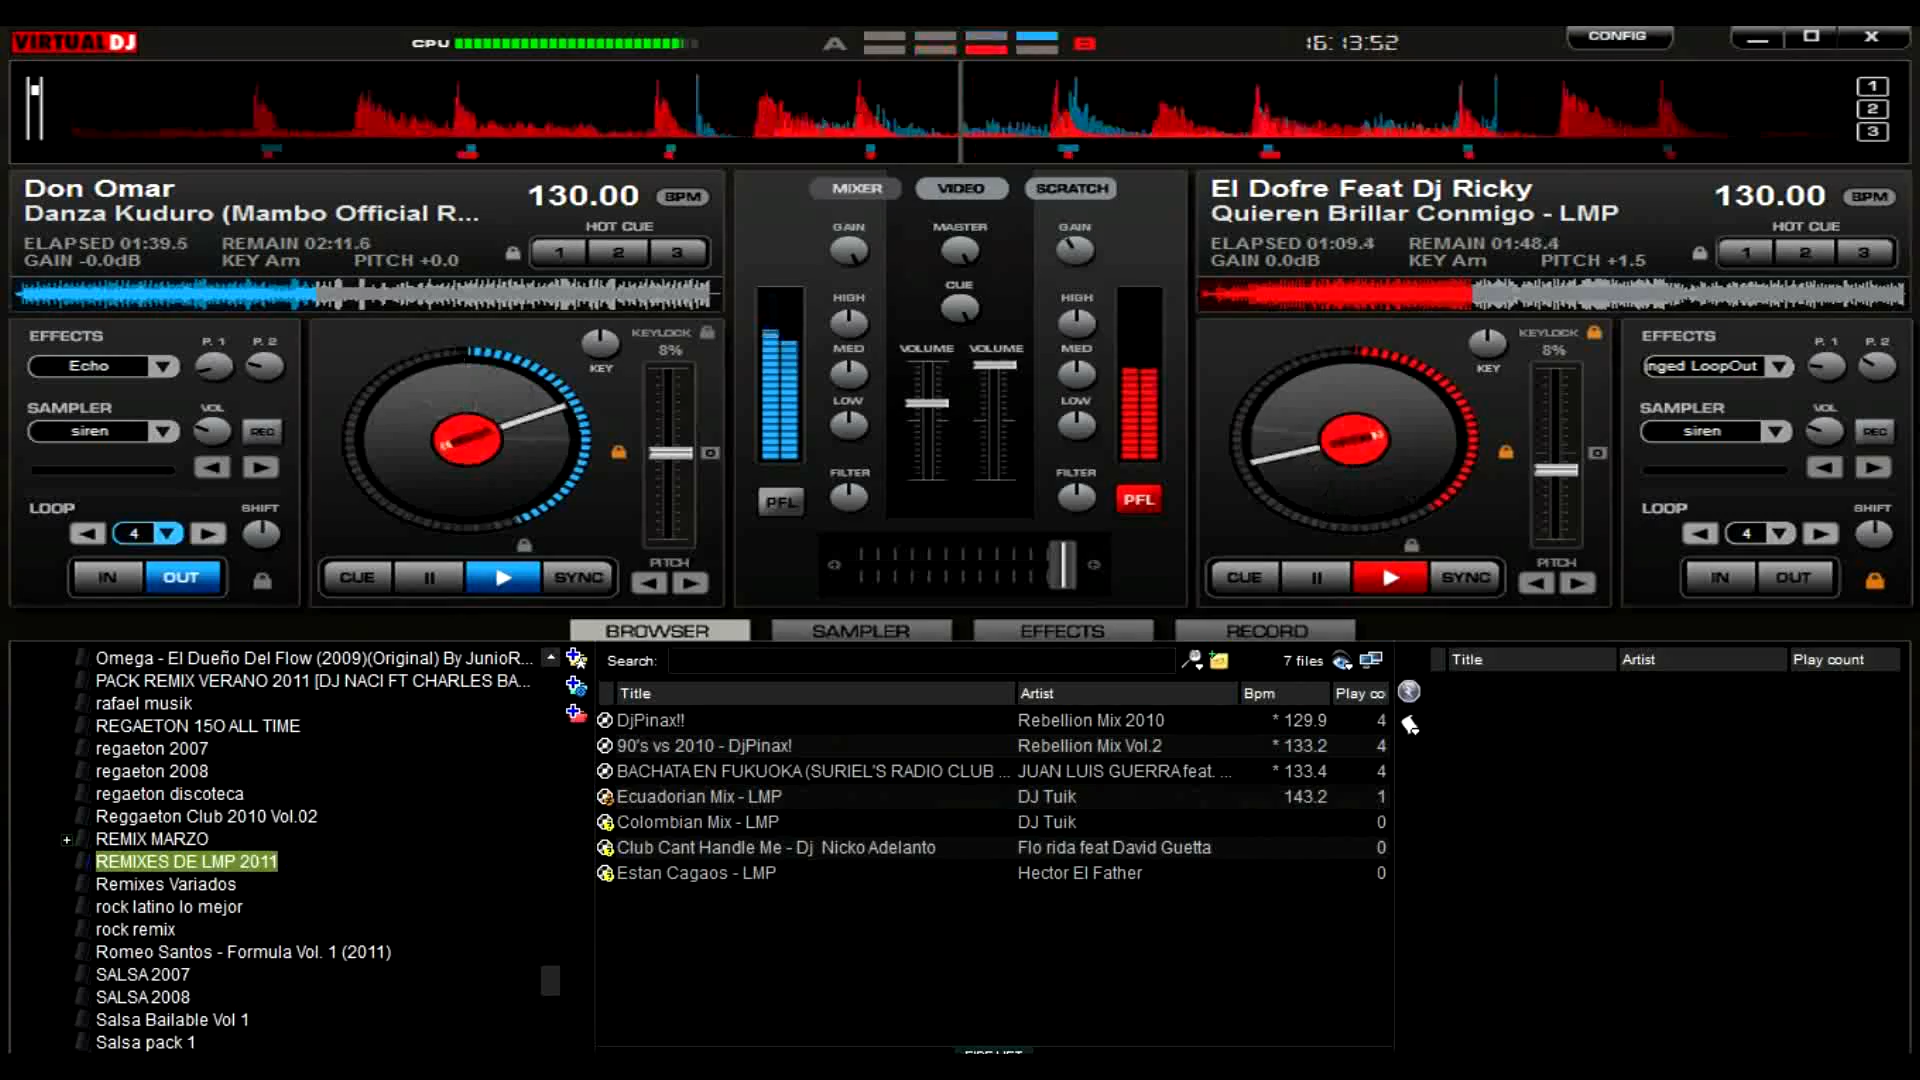 VIRTUAL DJ
CPU
A
B
16:13:52
CONFIG
X
1
2
3
Don Omar
Danza Kuduro (Mambo Official R...
130.00 BPM
HOT CUE
1 2 3
ELAPSED 01:39.5 REMAIN 02:11.6
GAIN -0.0dB KEY Am PITCH +0.0
MIXER VIDEO SCRATCH
El Dofre Feat Dj Ricky
Quieren Brillar Conmigo - LMP
130.00 BPM
HOT CUE
1 2 3
ELAPSED 01:09.4 REMAIN 01:48.4
GAIN 0.0dB KEY Am PITCH +1.5
EFFECTS
P. 1 P. 2
Echo
SAMPLER
VOL
siren
REC
LOOP
SHIFT
4
IN OUT
KEY
KEYLOCK
8%
CUE
SYNC
PITCH
GAIN MASTER GAIN
HIGH CUE HIGH
MED VOLUME VOLUME MED
LOW LOW
FILTER FILTER
PFL PFL
KEY
KEYLOCK
8%
CUE
SYNC
PITCH
EFFECTS
P. 1 P. 2
nged LoopOut
SAMPLER
VOL
siren
REC
LOOP
SHIFT
4
IN OUT
BROWSER SAMPLER EFFECTS RECORD
Omega - El Dueño Del Flow (2009)(Original) By JunioR...
PACK REMIX VERANO 2011 [DJ NACI FT CHARLES BA...
rafael musik
REGAETON 15O ALL TIME
regaeton 2007
regaeton 2008
regaeton discoteca
Reggaeton Club 2010 Vol.02
REMIX MARZO
REMIXES DE LMP 2011
Remixes Variados
rock latino lo mejor
rock remix
Romeo Santos - Formula Vol. 1 (2011)
SALSA 2007
SALSA 2008
Salsa Bailable Vol 1
Salsa pack 1
Search:
7 files
Title Artist Bpm Play co
DjPinax!! Rebellion Mix 2010 * 129.9 4
90's vs 2010 - DjPinax! Rebellion Mix Vol.2 * 133.2 4
BACHATA EN FUKUOKA (SURIEL'S RADIO CLUB ... JUAN LUIS GUERRA feat. ... * 133.4 4
Ecuadorian Mix - LMP DJ Tuik 143.2 1
Colombian Mix - LMP DJ Tuik 0
Club Cant Handle Me - Dj Nicko Adelanto Flo rida feat David Guetta 0
Estan Cagaos - LMP Hector El Father 0
Title Artist Play count